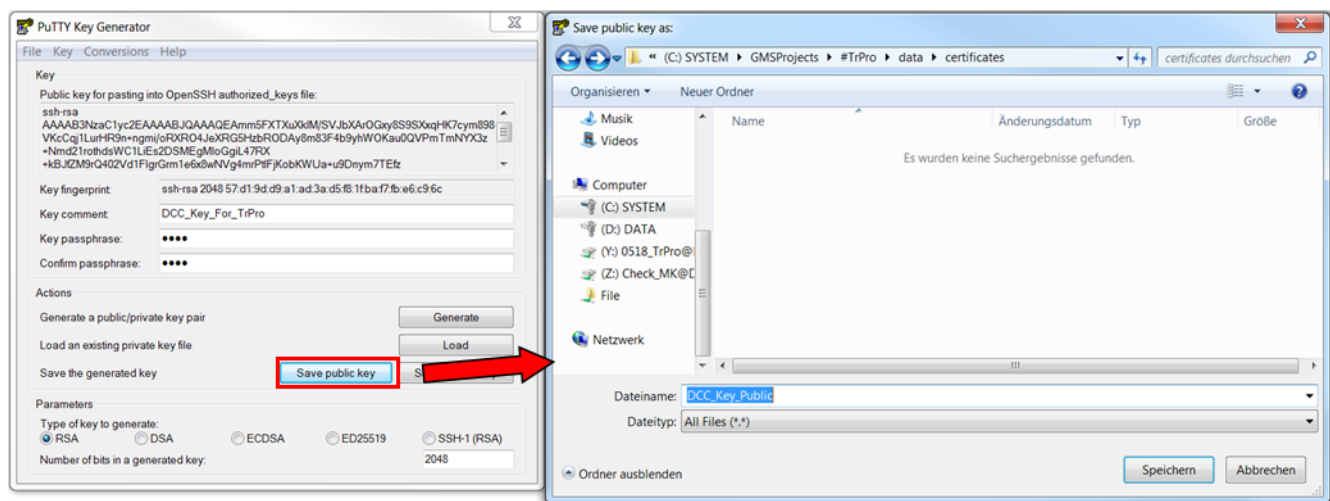 PuTTY Key Generator
File Key Conversions Help
Key
Public key for pasting into OpenSSH authorized_keys file:
ssh-rsa
AAAAB3NzaC1yc2EAAAABJQAAAQEAmm5FXTXuXklM/SVJbXArOGxy8S9SXxqHK7cym898
VKcCqj1LurHR9n+ngmi/oRXRO4JeXRG5HzbRODAy8m83F4b9yhWOKau0QVPmTmNYX3z
+Nmd21rothdsWC1LiEs2DSMEgMloGgiL47RX
+kBJfZM9rQ402Vd1FlgrGrm1e6x8wNVg4mrPtlFjKobKWUa+u9Dnym7TEfz
Key fingerprint: ssh-rsa 2048 57:d1:9d:d9:a1:ad:3a:d5:f8:1f:ba:f7:fb:e6:c9:6c
Key comment: DCC_Key_For_TrPro
Key passphrase: ••••
Confirm passphrase: ••••
Actions
Generate a public/private key pair Generate
Load an existing private key file Load
Save the generated key Save public key
Parameters
Type of key to generate:
RSA DSA ECDSA ED25519 SSH-1 (RSA)
Number of bits in a generated key: 2048
Save public key as:
« (C:) SYSTEM GMSProjects #TrPro data certificates certificates durchsuchen
Organisieren Neuer Ordner
Name Änderungsdatum Typ Größe
Es wurden keine Suchergebnisse gefunden.
Musik
Videos
Computer
(C:) SYSTEM
(D:) DATA
(Y:) 0518_TrPro@
(Z:) Check_MK@D
File
Netzwerk
Dateiname: DCC_Key_Public
Dateityp: All Files (*.*)
Ordner ausblenden Speichern Abbrechen